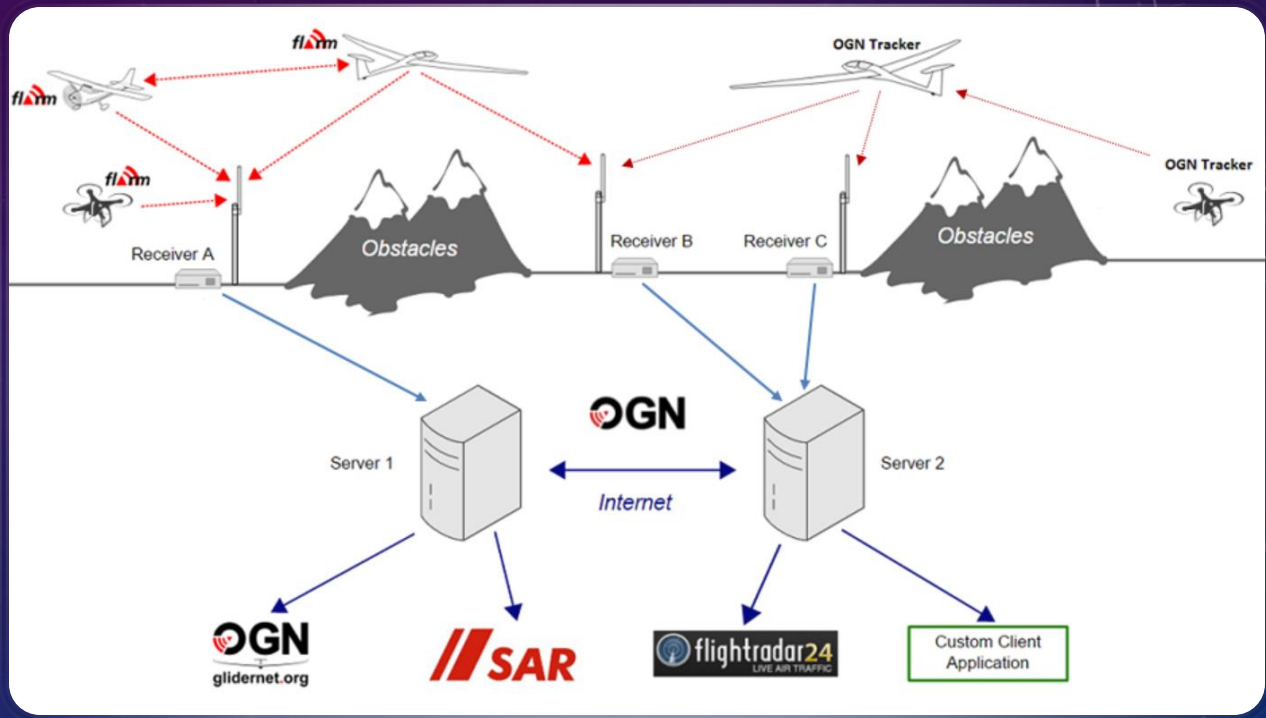 flarm
OGN Tracker
flarm
flarm
OGN Tracker
Receiver A
Obstacles
Receiver B
Receiver C
Obstacles
OGN
Server 1
Server 2
Internet
OGN
glidernet.org
SAR
flightradar24
LIVE AIR TRAFFIC
Custom Client
Application